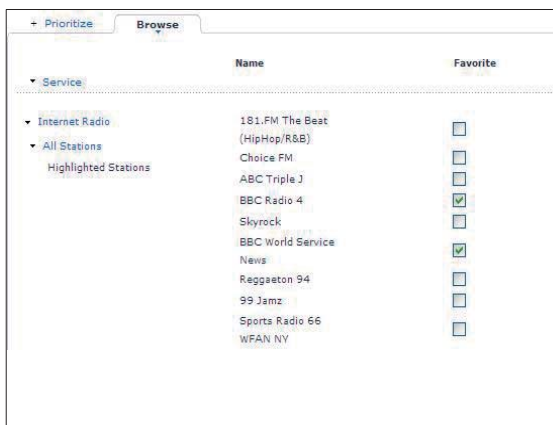 + Prioritize Browse
Name Favorite
Service
Internet Radio
All Stations
Highlighted Stations
181.FM The Beat
(HipHop/R&B)
Choice FM
ABC Triple J
BBC Radio 4
Skyrock
BBC World Service
News
Reggaeton 94
99 Jamz
Sports Radio 66
WFAN NY